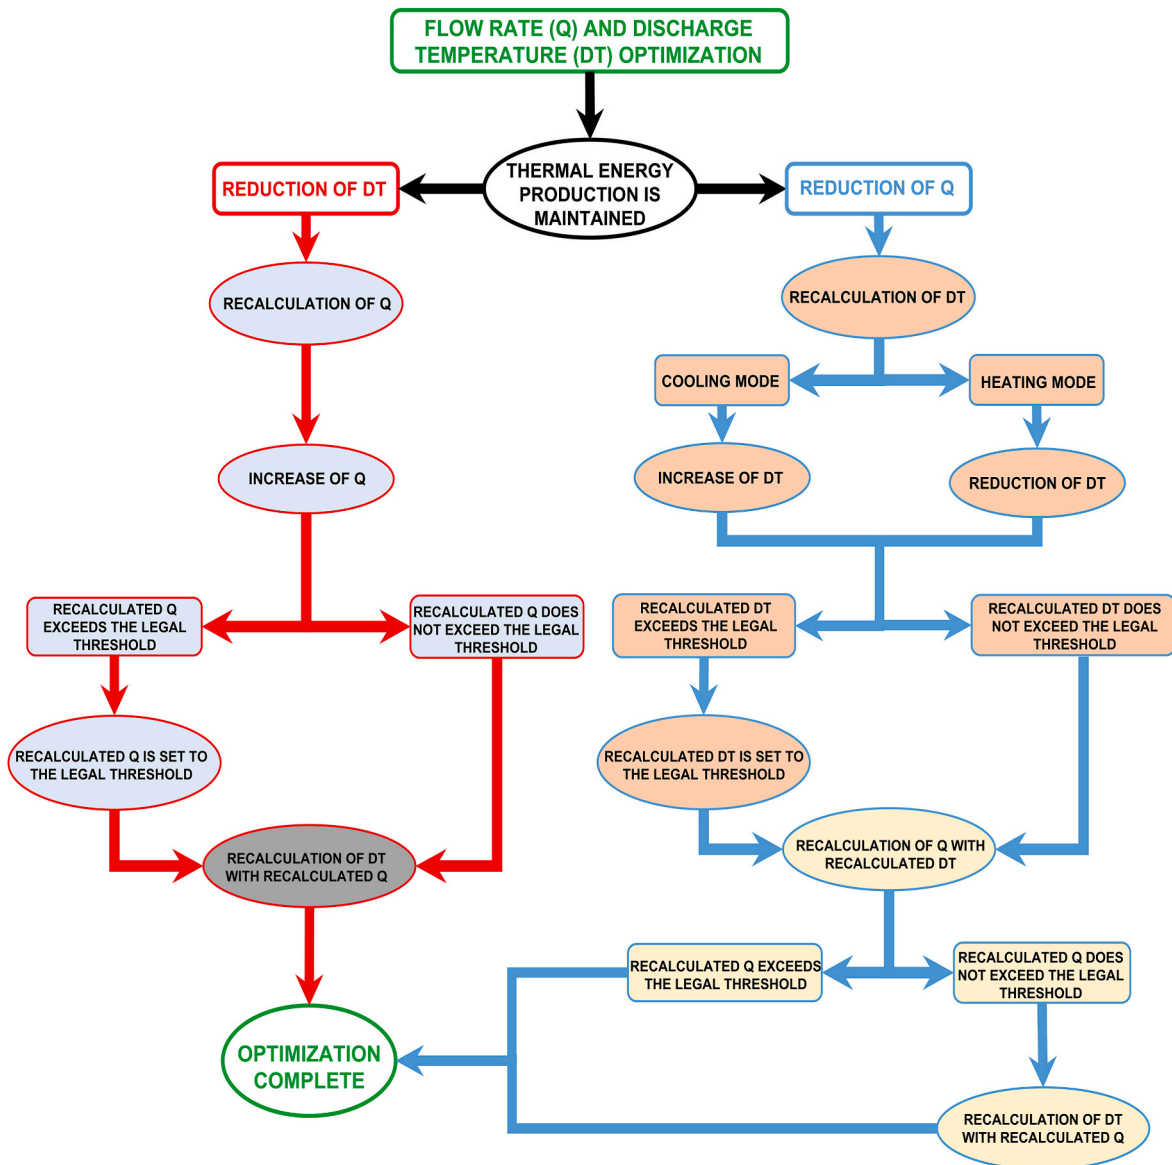 FLOW RATE (Q) AND DISCHARGE
TEMPERATURE (DT) OPTIMIZATION
THERMAL ENERGY
PRODUCTION IS
MAINTAINED
REDUCTION OF DT
REDUCTION OF Q
RECALCULATION OF Q
RECALCULATION OF DT
COOLING MODE
HEATING MODE
INCREASE OF Q
INCREASE OF DT
REDUCTION OF DT
RECALCULATED Q
EXCEEDS THE LEGAL
THRESHOLD
RECALCULATED Q DOES
NOT EXCEED THE LEGAL
THRESHOLD
RECALCULATED DT
EXCEEDS THE LEGAL
THRESHOLD
RECALCULATED DT DOES
NOT EXCEED THE LEGAL
THRESHOLD
RECALCULATED Q IS SET TO
THE LEGAL THRESHOLD
RECALCULATED DT IS SET TO
THE LEGAL THRESHOLD
RECALCULATION OF DT
WITH RECALCULATED Q
RECALCULATION OF Q WITH
RECALCULATED DT
RECALCULATED Q EXCEEDS
THE LEGAL THRESHOLD
RECALCULATED Q DOES
NOT EXCEED THE LEGAL
THRESHOLD
OPTIMIZATION
COMPLETE
RECALCULATION OF DT
WITH RECALCULATED Q